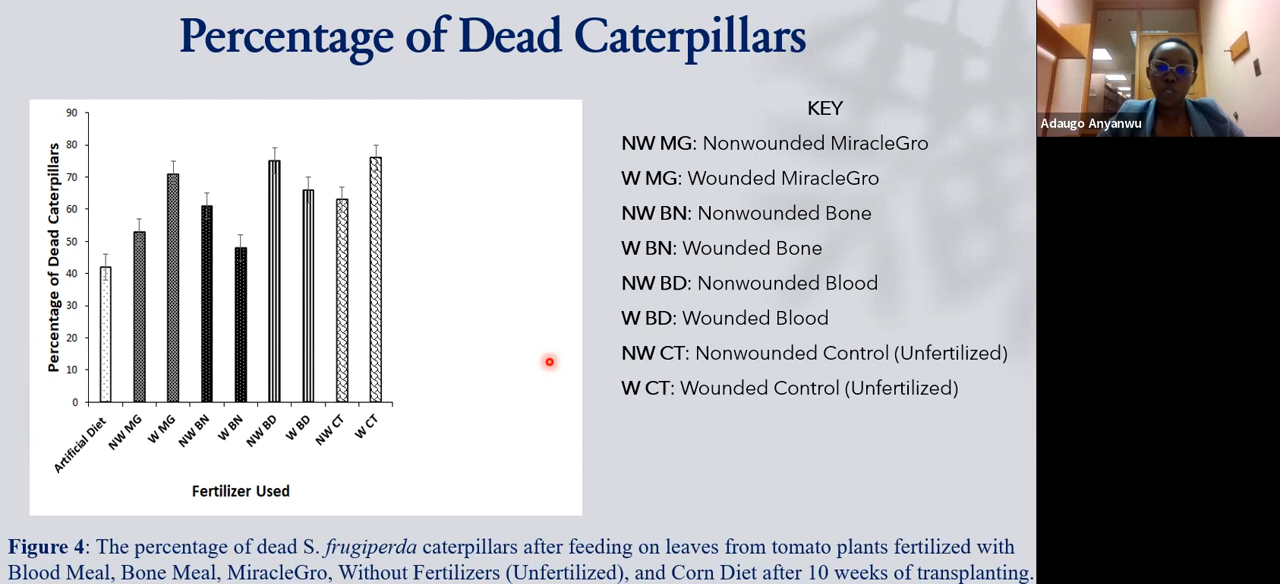 Percentage of Dead Caterpillars
Adaugo Anyanwu
Percentage of Dead Caterpillars
90
80
70
60
50
40
30
20
10
0
Artificial Diet
NW MG
W MG
NW BN
W BN
NW BD
W BD
NW CT
W CT
Fertilizer Used
KEY
NW MG: Nonwounded MiracleGro
W MG: Wounded MiracleGro
NW BN: Nonwounded Bone
W BN: Wounded Bone
NW BD: Nonwounded Blood
W BD: Wounded Blood
NW CT: Nonwounded Control (Unfertilized)
W CT: Wounded Control (Unfertilized)
Figure 4: The percentage of dead S. frugiperda caterpillars after feeding on leaves from tomato plants fertilized with
Blood Meal, Bone Meal, MiracleGro, Without Fertilizers (Unfertilized), and Corn Diet after 10 weeks of transplanting.